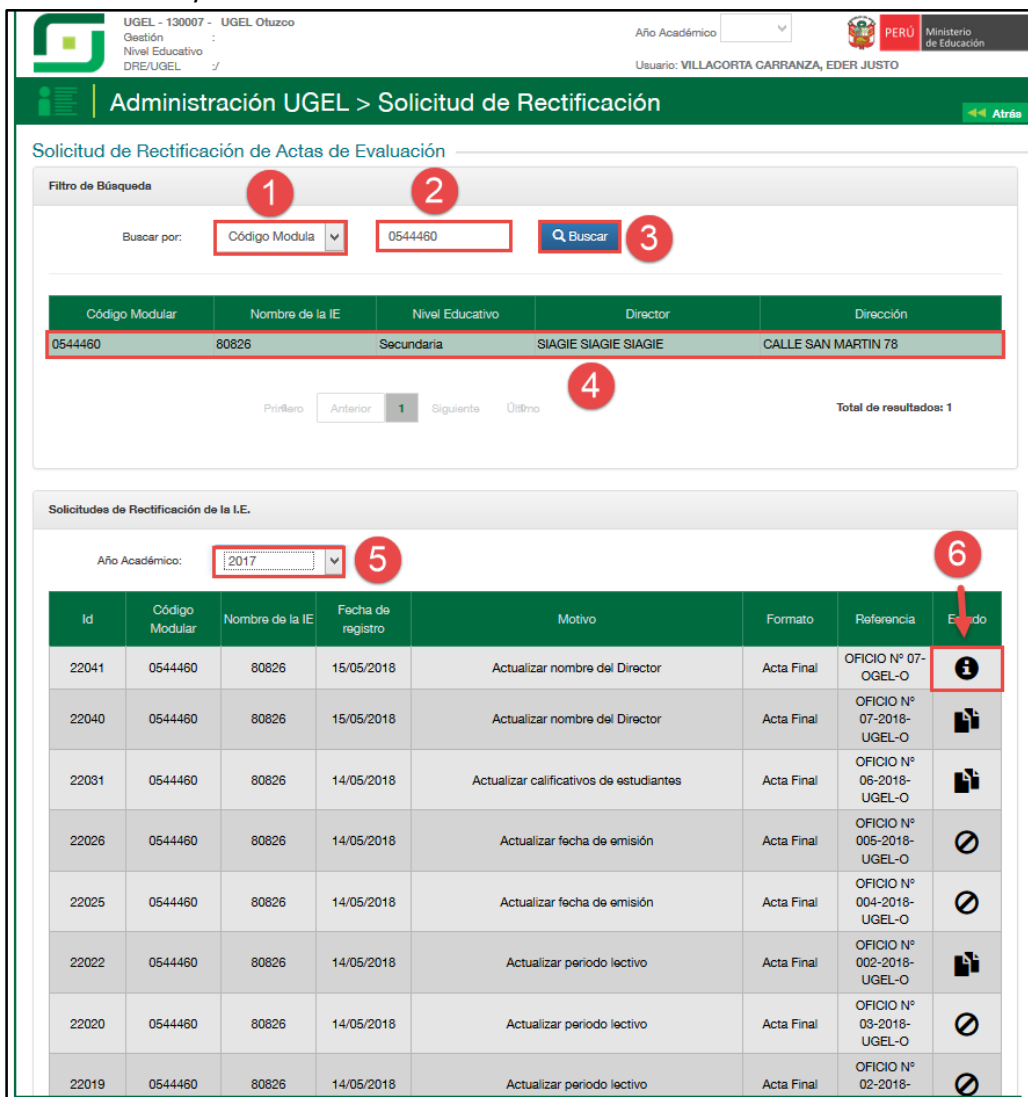 UGEL - 130007 - UGEL Otuzco
Gestión :
Nivel Educativo
DRE/UGEL :/
Año Académico
PERÚ Ministerio de Educación
Usuario: VILLACORTA CARRANZA, EDER JUSTO
Administración UGEL > Solicitud de Rectificación
Atrás
Solicitud de Rectificación de Actas de Evaluación
Filtro de Búsqueda
1 2
Buscar por: Código Modula 0544460 Buscar 3
Código Modular Nombre de la IE Nivel Educativo Director Dirección
0544460 80826 Secundaria SIAGIE SIAGIE SIAGIE CALLE SAN MARTIN 78
4
Anterior 1 Siguiente Total de resultados: 1
Solicitudes de Rectificación de la I.E.
Año Académico: 2017 5 6
Id Código Modular Nombre de la IE Fecha de registro Motivo Formato Referencia
22041 0544460 80826 15/05/2018 Actualizar nombre del Director Acta Final OFICIO Nº 07-OGEL-O
22040 0544460 80826 15/05/2018 Actualizar nombre del Director Acta Final OFICIO Nº 07-2018-UGEL-O
22031 0544460 80826 14/05/2018 Actualizar calificativos de estudiantes Acta Final OFICIO Nº 06-2018-UGEL-O
22026 0544460 80826 14/05/2018 Actualizar fecha de emisión Acta Final OFICIO Nº 005-2018-UGEL-O
22025 0544460 80826 14/05/2018 Actualizar fecha de emisión Acta Final OFICIO Nº 004-2018-UGEL-O
22022 0544460 80826 14/05/2018 Actualizar periodo lectivo Acta Final OFICIO Nº 002-2018-UGEL-O
22020 0544460 80826 14/05/2018 Actualizar periodo lectivo Acta Final OFICIO Nº 03-2018-UGEL-O
22019 0544460 80826 14/05/2018 Actualizar periodo lectivo Acta Final OFICIO Nº 02-2018-